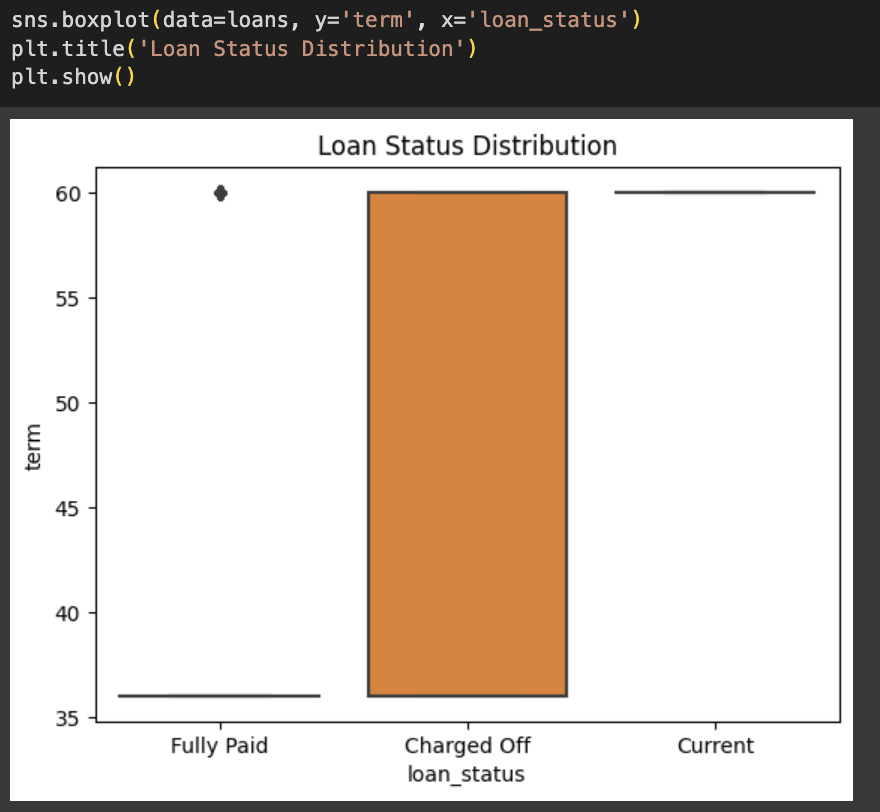 sns.boxplot(data=loans, y='term', x='loan_status')
plt.title('Loan Status Distribution')
plt.show()
Loan Status Distribution
60
55
50
45
40
35
term
Fully Paid
Charged Off
Current
loan_status